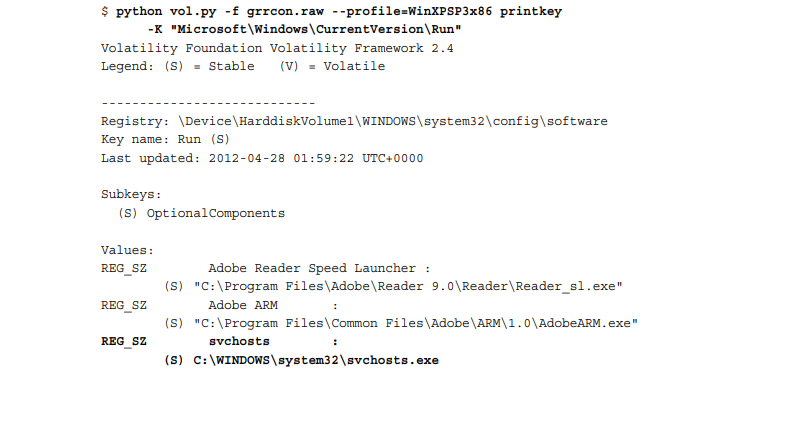 $ python vol.py -f grrcon.raw --profile=WinXPSP3x86 printkey
-K "Microsoft\Windows\CurrentVersion\Run"
Volatility Foundation Volatility Framework 2.4
Legend: (S) = Stable (V) = Volatile
----------------------------
Registry: \Device\HarddiskVolume1\WINDOWS\system32\config\software
Key name: Run (S)
Last updated: 2012-04-28 01:59:22 UTC+0000
Subkeys:
(S) OptionalComponents
Values:
REG_SZ Adobe Reader Speed Launcher :
(S) "C:\Program Files\Adobe\Reader 9.0\Reader\Reader_sl.exe"
REG_SZ Adobe ARM :
(S) "C:\Program Files\Common Files\Adobe\ARM\1.0\AdobeARM.exe"
REG_SZ svchosts :
(S) C:\WINDOWS\system32\svchosts.exe